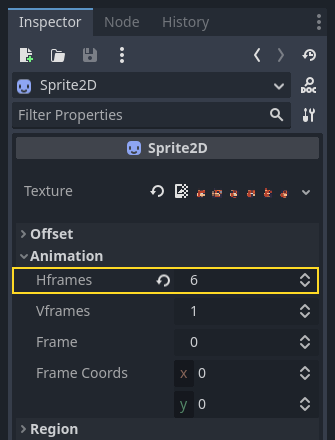 Inspector Node History
Sprite2D DOC
Filter Properties
Sprite2D
Texture
Offset
Animation
Hframes 6
Vframes 1
Frame 0
Frame Coords x 0
y 0
Region